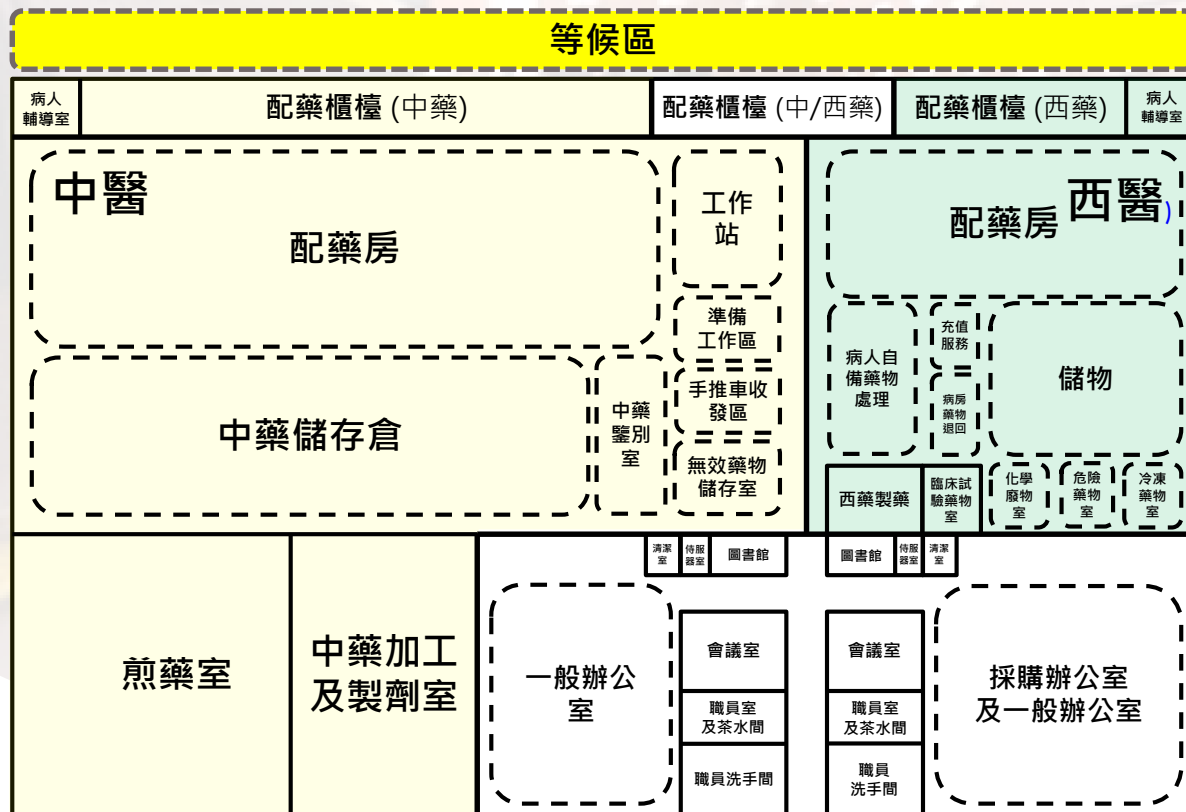 等候區
病人
輔導室
配藥櫃檯 (中藥)
配藥櫃檯 (中/西藥)
配藥櫃檯 (西藥)
病人
輔導室
中醫
配藥房
工作
站
準備
工作區
手推車收
發區
無效藥物
儲存室
中藥儲存倉
中藥
鑒別
室
西醫)
配藥房
病人自
備藥物
處理
充值
服務
病房
藥物
退回
儲物
西藥製藥
臨床試
驗藥物
室
化學
廢物
室
危險
藥物
室
冷凍
藥物
室
煎藥室
中藥加工
及製劑室
清潔
室
伺服
器室
圖書館
圖書館
伺服
器室
清潔
室
一般辦公
室
會議室
職員室
及茶水間
職員洗手間
會議室
職員室
及茶水間
職員
洗手間
採購辦公室
及一般辦公室